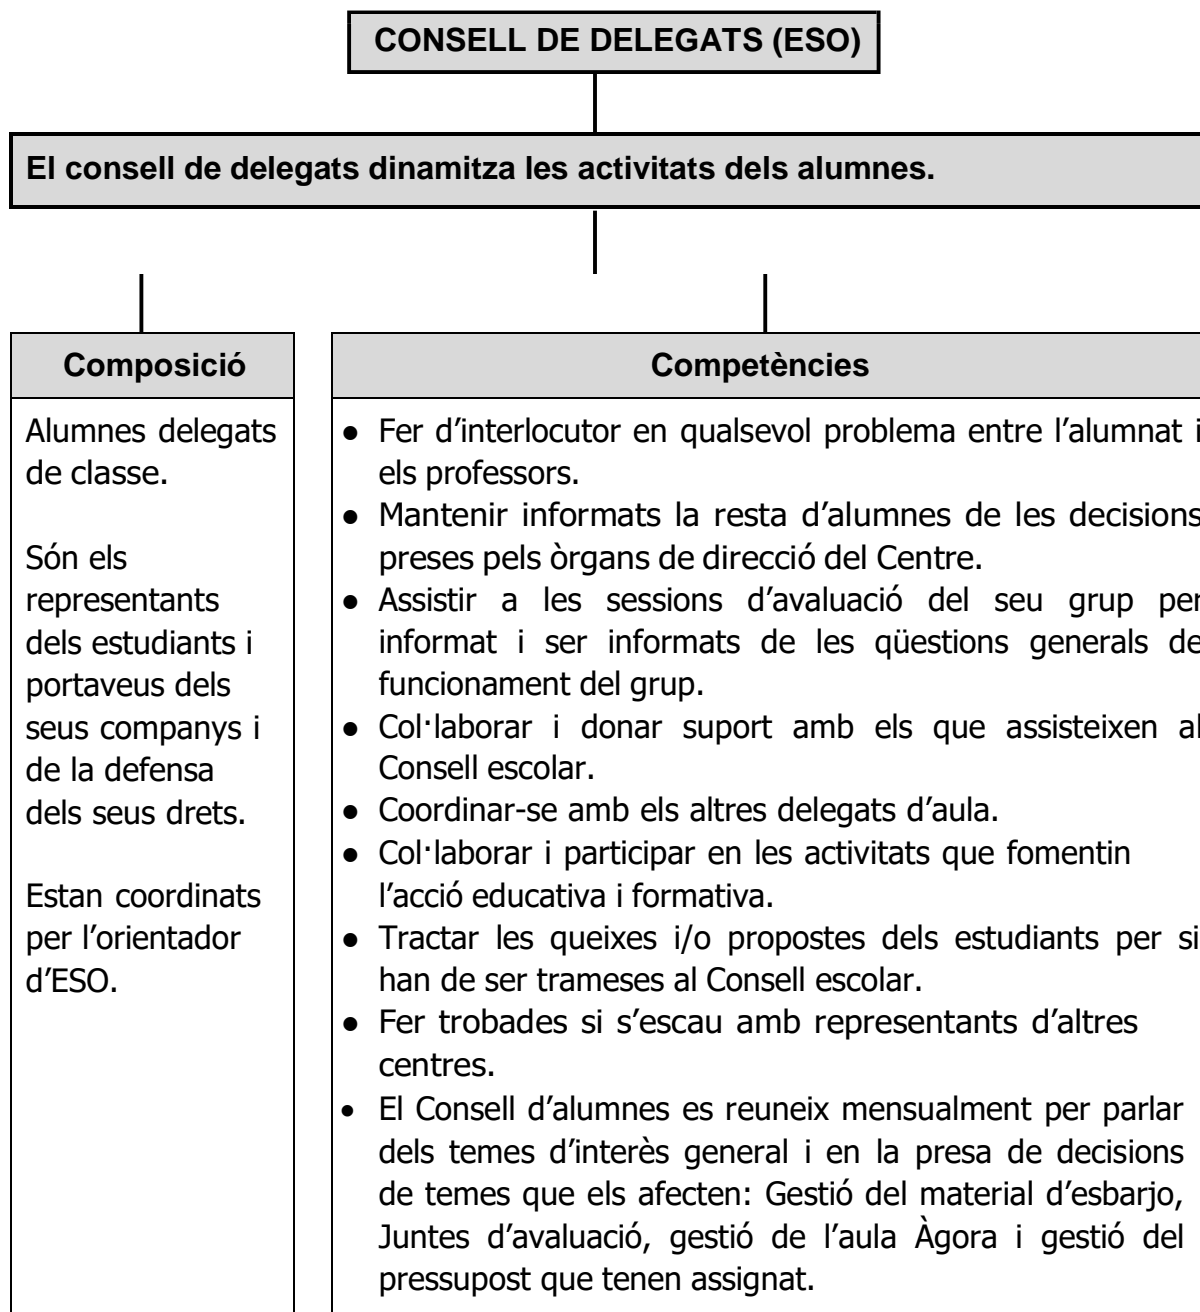 CONSELL DE DELEGATS (ESO)
El consell de delegats dinamitza les activitats dels alumnes.
Composició
Alumnes delegats
de classe.
Són els
representants
dels estudiants i
portaveus dels
seus companys i
de la defensa
dels seus drets.
Estan coordinats
per l’orientador
d’ESO.
Competències
● Fer d’interlocutor en qualsevol problema entre l’alumnat i
els professors.
● Mantenir informats la resta d’alumnes de les decisions
preses pels òrgans de direcció del Centre.
● Assistir a les sessions d’avaluació del seu grup per
informat i ser informats de les qüestions generals de
funcionament del grup.
● Col·laborar i donar suport amb els que assisteixen al
Consell escolar.
● Coordinar-se amb els altres delegats d’aula.
● Col·laborar i participar en les activitats que fomentin
l’acció educativa i formativa.
● Tractar les queixes i/o propostes dels estudiants per si
han de ser trameses al Consell escolar.
● Fer trobades si s’escau amb representants d’altres
centres.
• El Consell d’alumnes es reuneix mensualment per parlar
dels temes d’interès general i en la presa de decisions
de temes que els afecten: Gestió del material d’esbarjo,
Juntes d’avaluació, gestió de l’aula Àgora i gestió del
pressupost que tenen assignat.